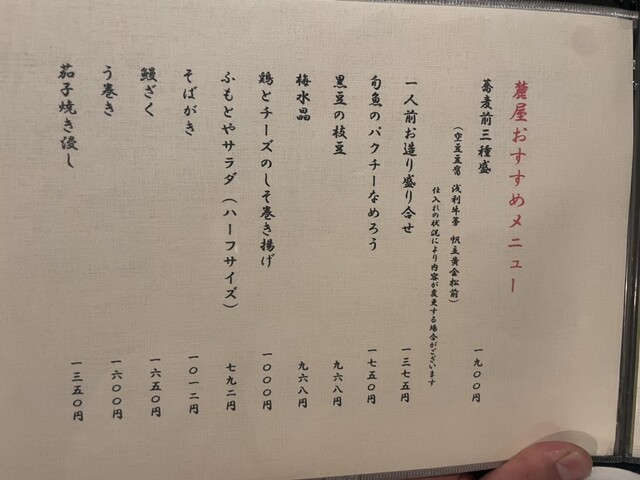 麓屋おすすめメニュー
蕎麦前三種盛 一九〇〇円
(空豆豆腐 浅利牛蒡 帆立黄金松前)
仕入れの状況により内容が変更する場合がございます
一人前お造り盛り合せ 一三七五円
旬魚のパクチーなめろう 一七五〇円
黒豆の枝豆 九六八円
梅水晶 九六八円
鶏とチーズのしそ巻き揚げ 一〇〇〇円
ふもとやサラダ(ハーフサイズ) 七九二円
そばがき 一〇一二円
鰻ざく 一六五〇円
う巻き 一六〇〇円
茄子焼き浸し 一三五〇円